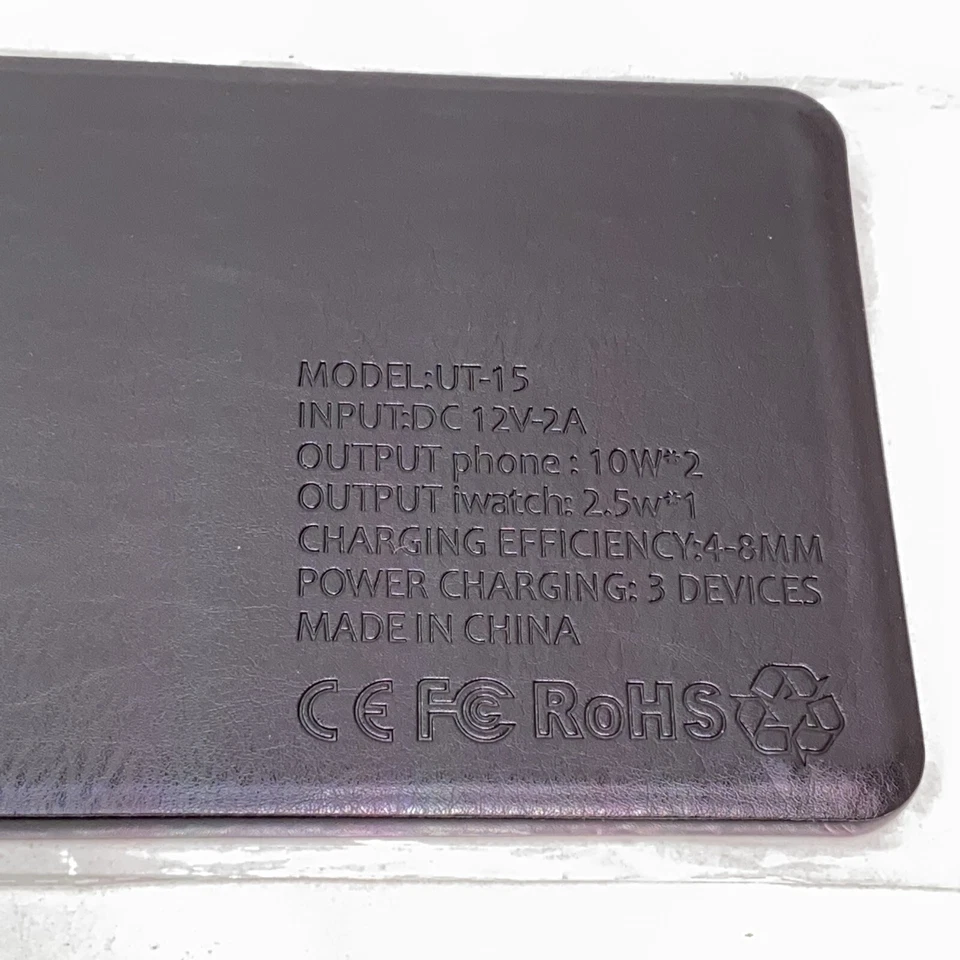 MODEL:UT-15
INPUT:DC 12V-2A
OUTPUT phone : 10W*2
OUTPUT iwatch: 2.5w*1
CHARGING EFFICIENCY:4-8MM
POWER CHARGING: 3 DEVICES
MADE IN CHINA
CE FC RoHS